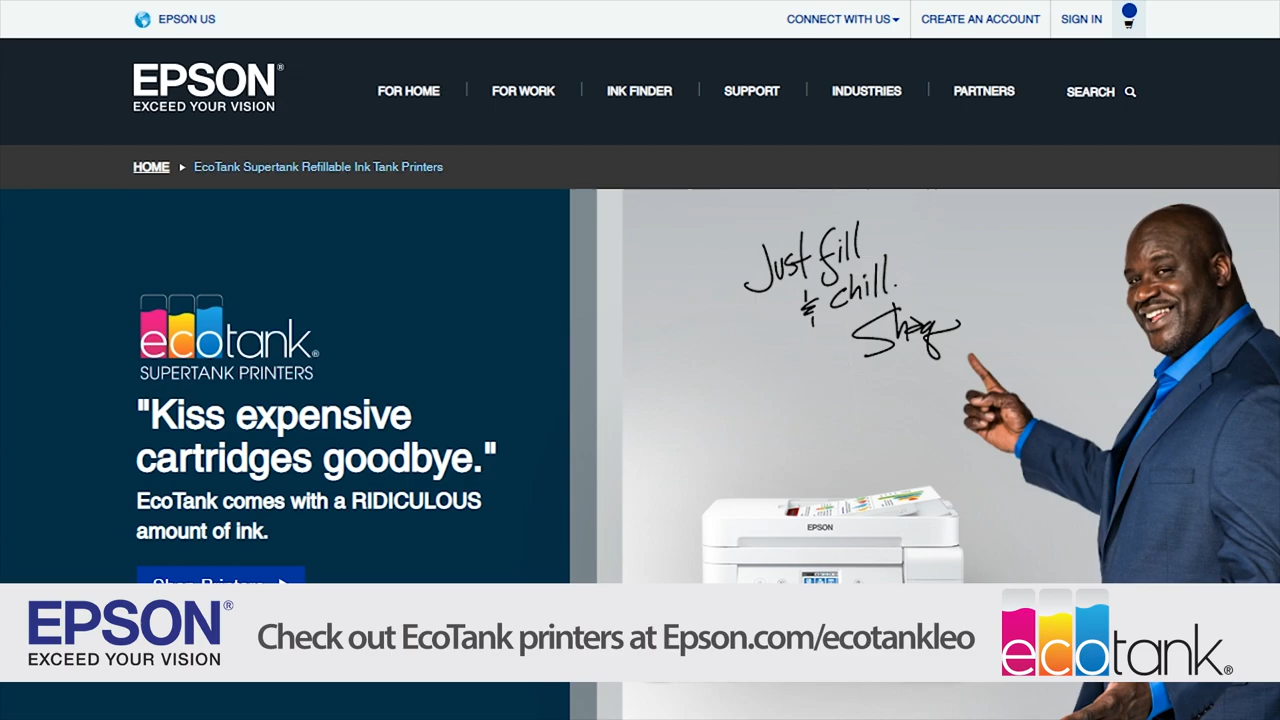 EPSON US
CONNECT WITH US
CREATE AN ACCOUNT
SIGN IN
EPSON®
EXCEED YOUR VISION
FOR HOME
FOR WORK
INK FINDER
SUPPORT
INDUSTRIES
PARTNERS
SEARCH
HOME
EcoTank Supertank Refillable Ink Tank Printers
Just fill
& chill.
Shaq
ecotank®
SUPERTANK PRINTERS
"Kiss expensive
cartridges goodbye."
EcoTank comes with a RIDICULOUS
amount of ink.
Shop Printers
EPSON
EPSON®
EXCEED YOUR VISION
Check out EcoTank printers at Epson.com/ecotankleo
ecotank®